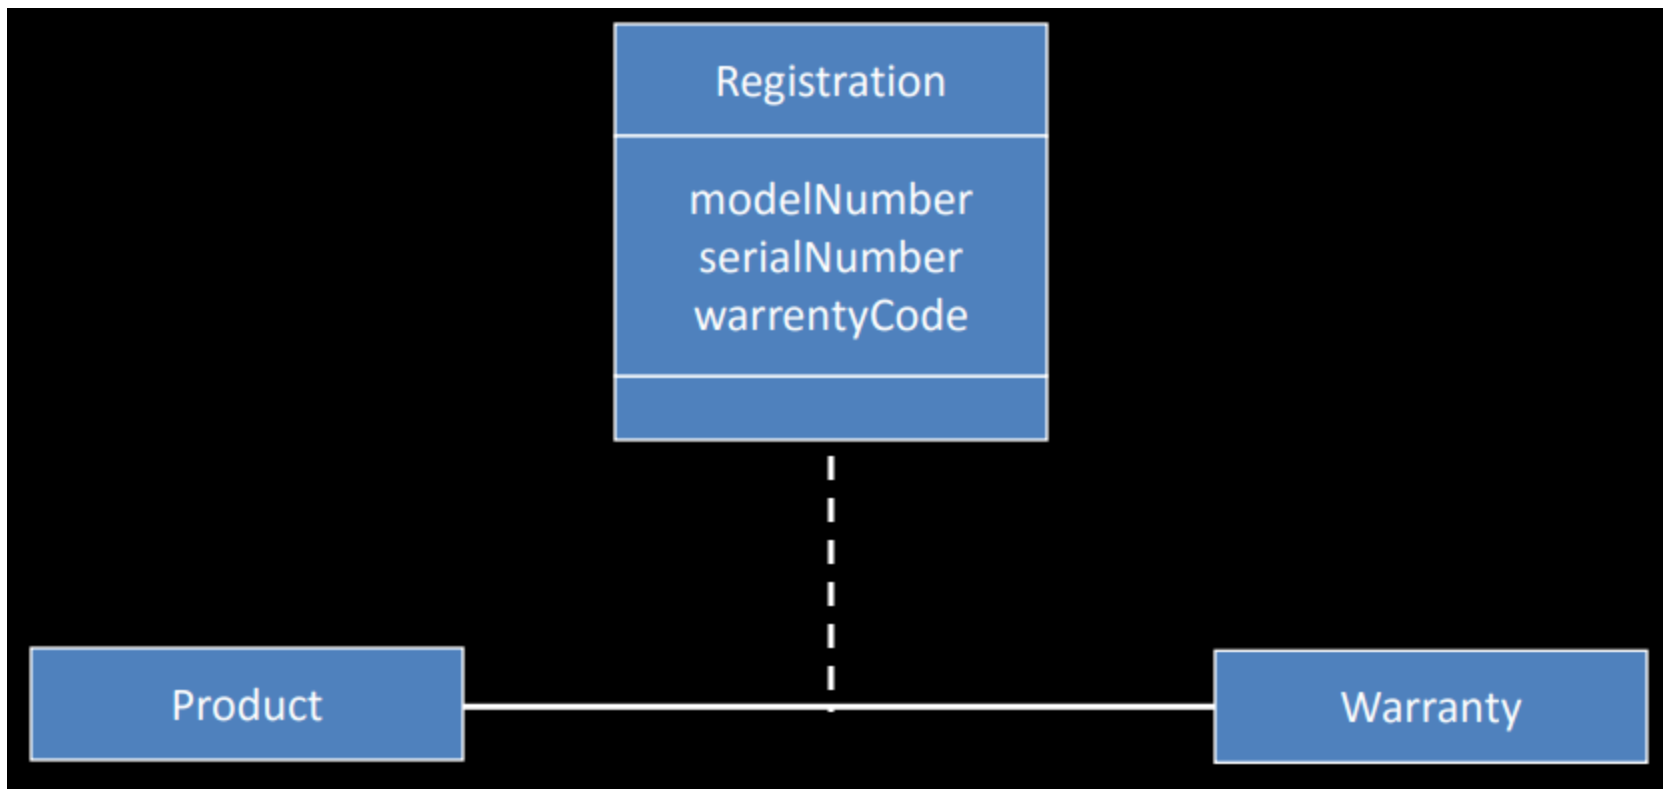 Registration
modelNumber
serialNumber
warrentyCode
Product
Warranty